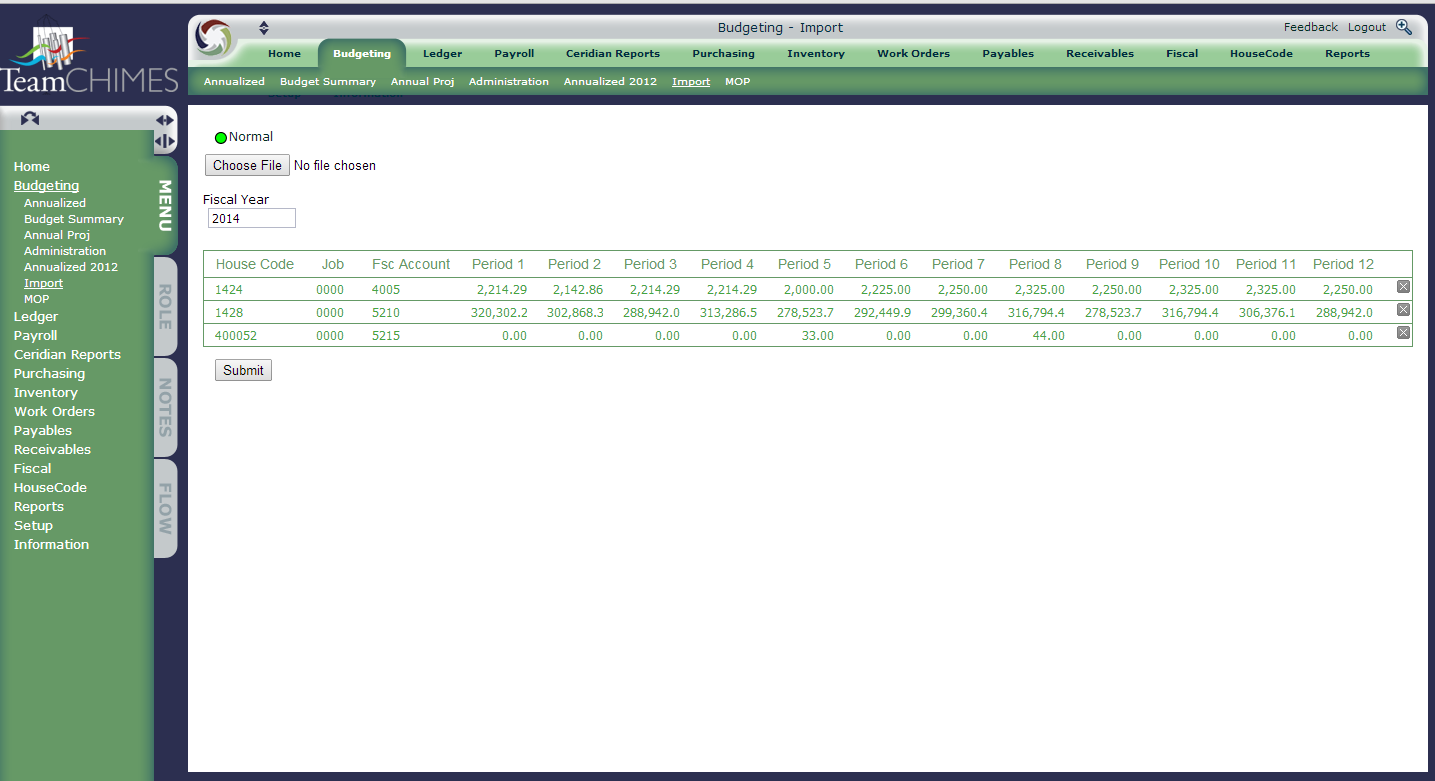 TeamCHIMES
Budgeting - Import
Feedback Logout
Home Budgeting Ledger Payroll Ceridian Reports Purchasing Inventory Work Orders Payables Receivables Fiscal HouseCode Reports
Annualized Budget Summary Annual Proj Administration Annualized 2012 Import MOP
Home
Budgeting
Annualized
Budget Summary
Annual Proj
Administration
Annualized 2012
Import
MOP
Ledger
Payroll
Ceridian Reports
Purchasing
Inventory
Work Orders
Payables
Receivables
Fiscal
HouseCode
Reports
Setup
Information
MENU
ROLE
NOTES
FLOW
Normal
Choose File No file chosen
Fiscal Year
2014
House Code Job Fsc Account Period 1 Period 2 Period 3 Period 4 Period 5 Period 6 Period 7 Period 8 Period 9 Period 10 Period 11 Period 12
1424 0000 4005 2,214.29 2,142.86 2,214.29 2,214.29 2,000.00 2,225.00 2,250.00 2,325.00 2,250.00 2,325.00 2,325.00 2,250.00
1428 0000 5210 320,302.2 302,868.3 288,942.0 313,286.5 278,523.7 292,449.9 299,360.4 316,794.4 278,523.7 316,794.4 306,376.1 288,942.0
400052 0000 5215 0.00 0.00 0.00 0.00 33.00 0.00 0.00 44.00 0.00 0.00 0.00 0.00
Submit